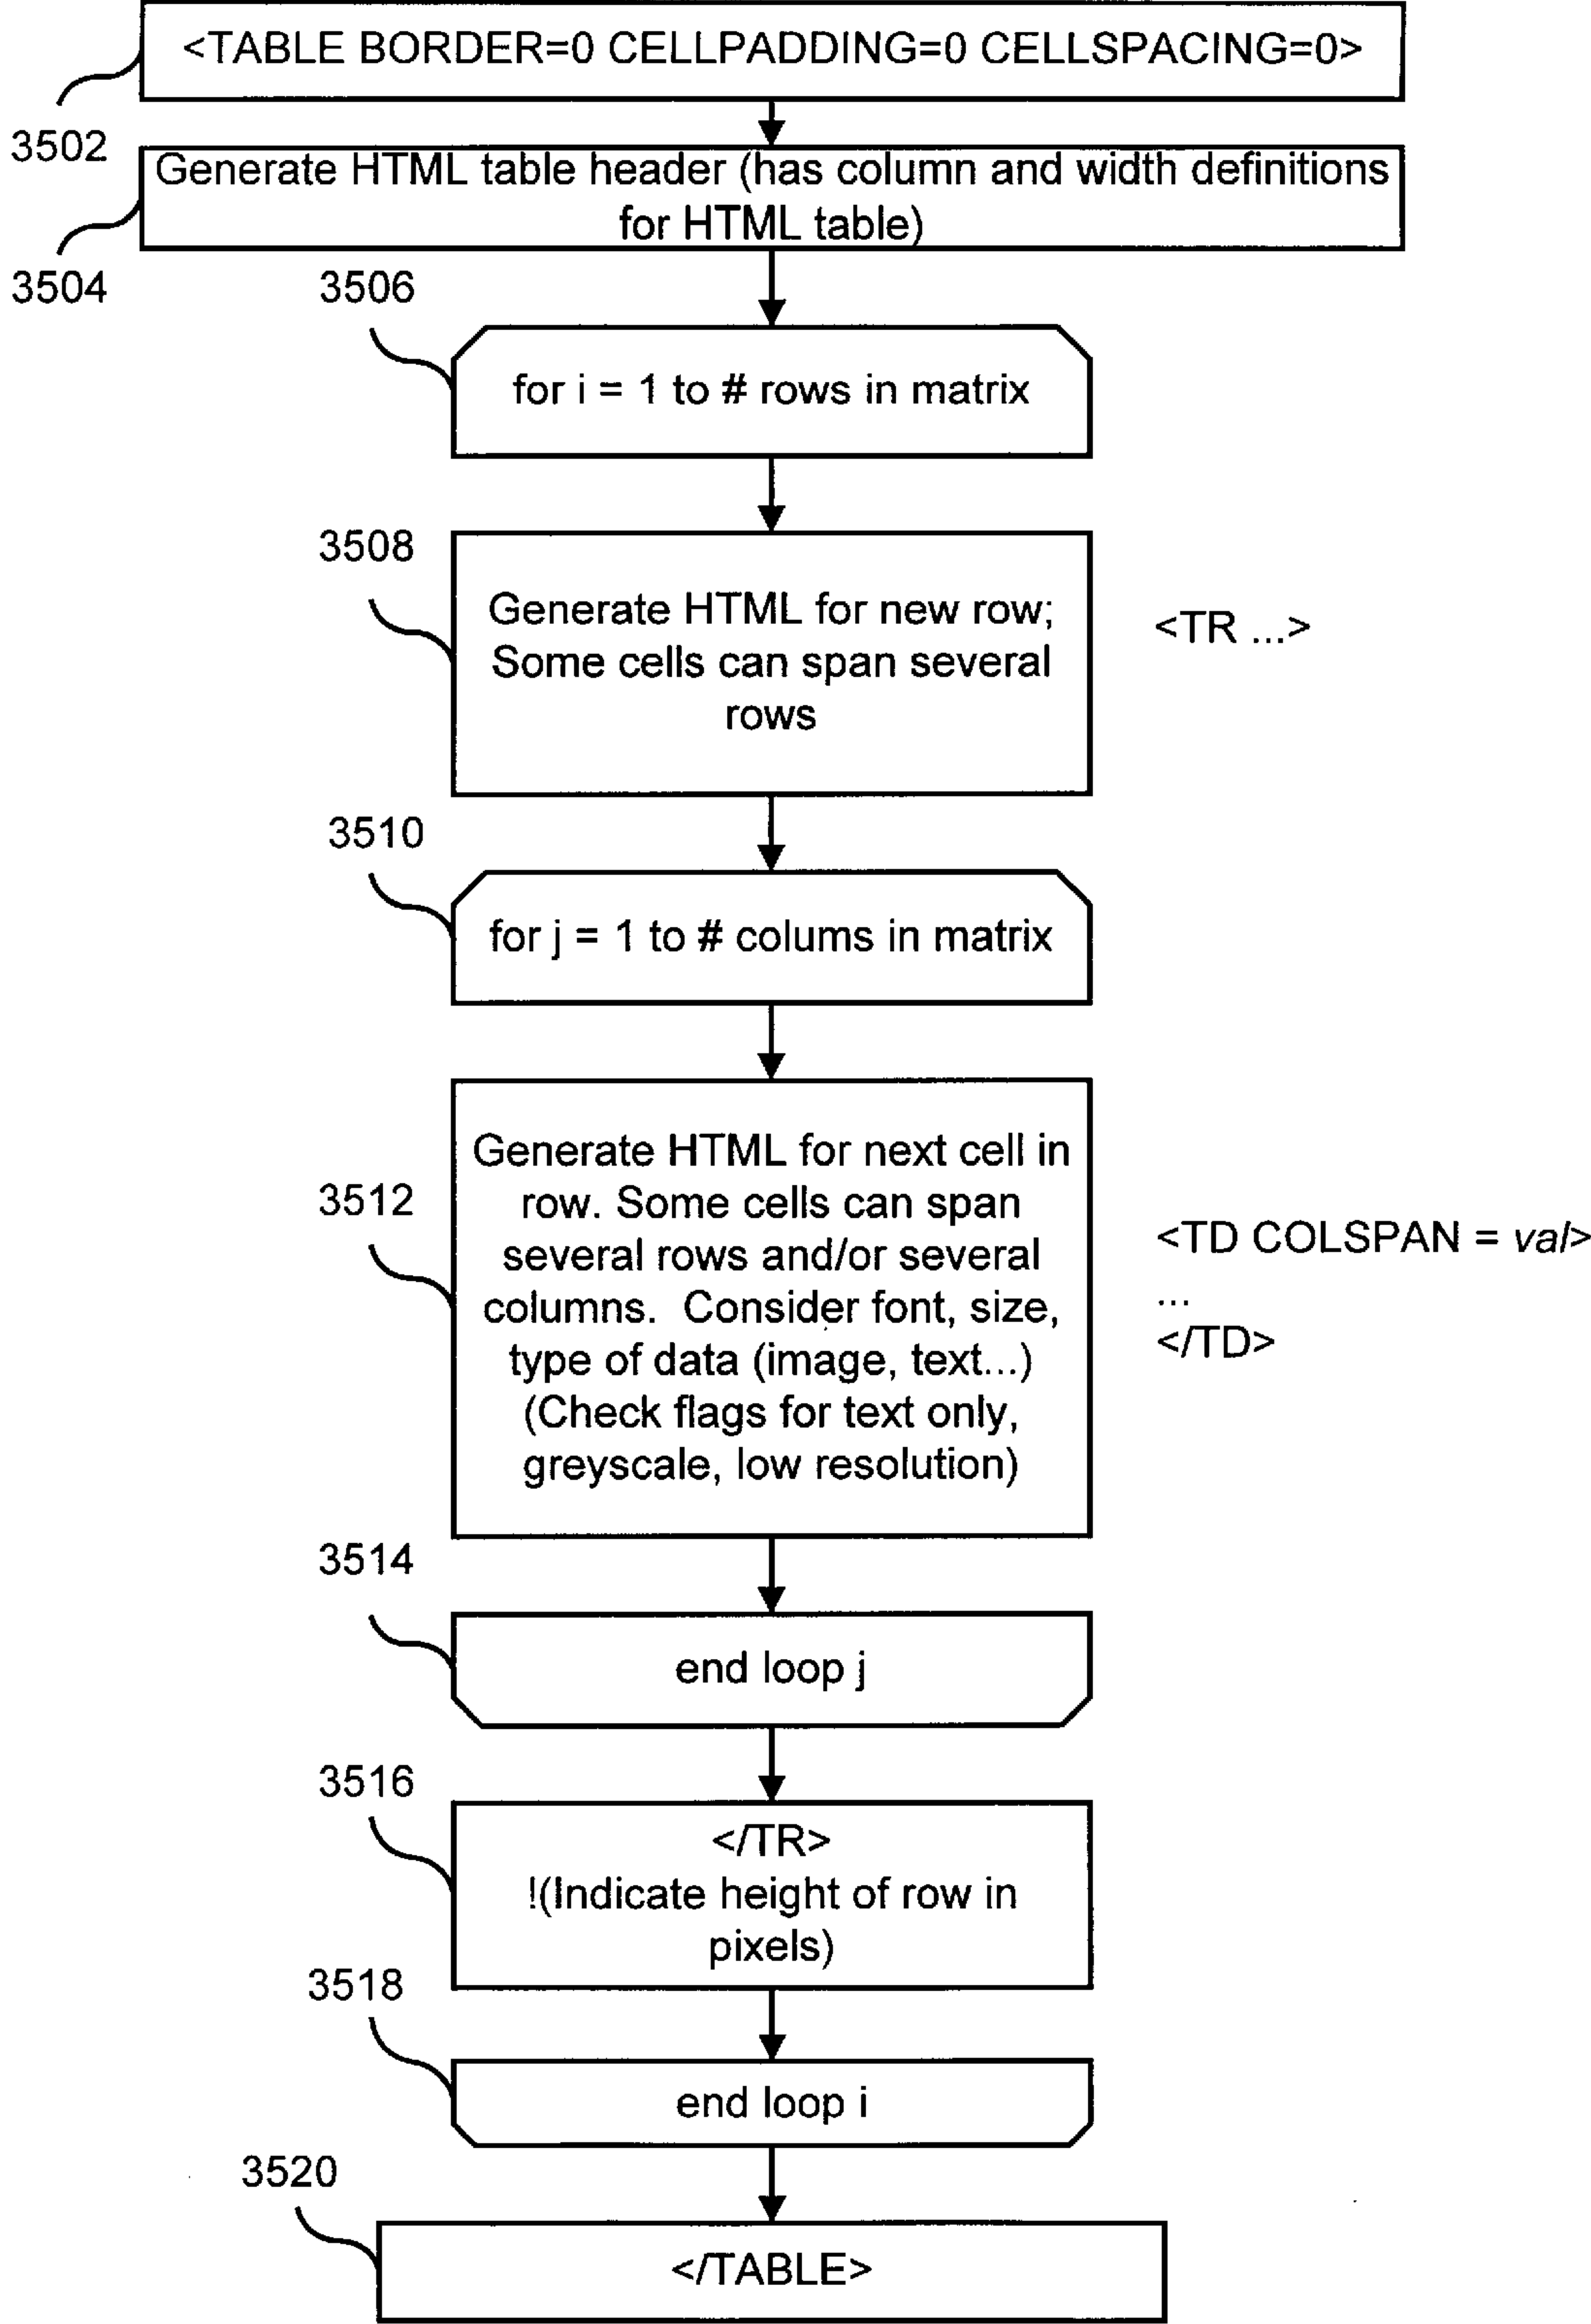 <TABLE BORDER=0 CELLPADDING=0 CELLSPACING=0>
3502
Generate HTML table header (has column and width definitions
for HTML table)
3504
3506
for i = 1 to # rows in matrix
3508
Generate HTML for new row;
Some cells can span several
rows
<TR ...>
3510
for j = 1 to # colums in matrix
3512
Generate HTML for next cell in
row. Some cells can span
several rows and/or several
columns.  Consider font, size,
type of data (image, text...)
(Check flags for text only,
greyscale, low resolution)
<TD COLSPAN = val>
...
</TD>
3514
end loop j
3516
</TR>
!(Indicate height of row in
pixels)
3518
end loop i
3520
</TABLE>